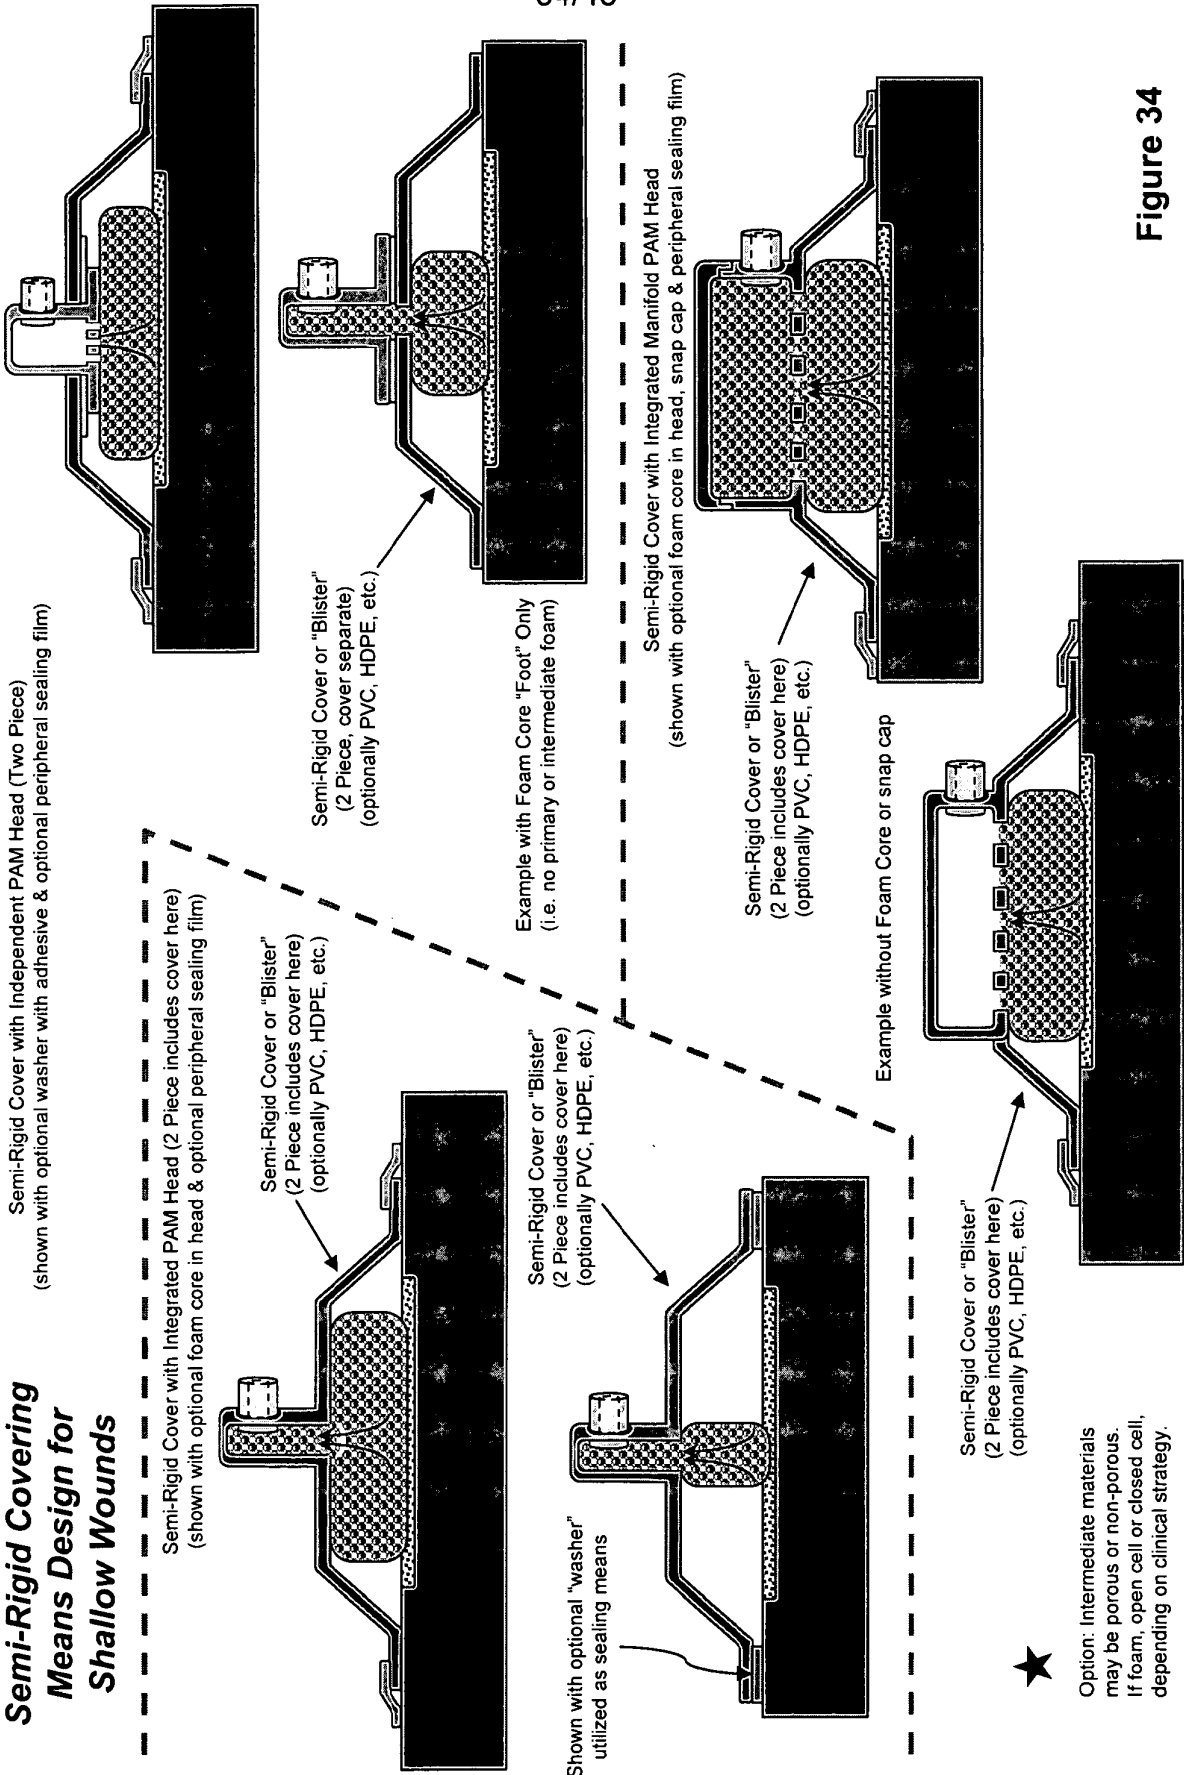 Semi-Rigid Covering
Means Design for
Shallow Wounds
Semi-Rigid Cover with Independent PAM Head (Two Piece)
(shown with optional washer with adhesive & optional peripheral sealing film)
Semi-Rigid Cover with Integrated PAM Head (2 Piece includes cover here)
(shown with optional foam core in head & optional peripheral sealing film)
Semi-Rigid Cover or "Blister"
(2 Piece includes cover here)
(optionally PVC, HDPE, etc.)
Semi-Rigid Cover or "Blister"
(2 Piece, cover separate)
(optionally PVC, HDPE, etc.)
Example with Foam Core "Foot" Only
(i.e. no primary or intermediate foam)
Shown with optional "washer"
utilized as sealing means
Semi-Rigid Cover or "Blister"
(2 Piece includes cover here)
(optionally PVC, HDPE, etc.)
Semi-Rigid Cover with Integrated Manifold PAM Head
(shown with optional foam core in head, snap cap & peripheral sealing film)
Semi-Rigid Cover or "Blister"
(2 Piece includes cover here)
(optionally PVC, HDPE, etc.)
Example without Foam Core or snap cap
Semi-Rigid Cover or "Blister"
(2 Piece includes cover here)
(optionally PVC, HDPE, etc.)
Option: Intermediate materials
may be porous or non-porous.
If foam, open cell or closed cell,
depending on clinical strategy.
Figure 34